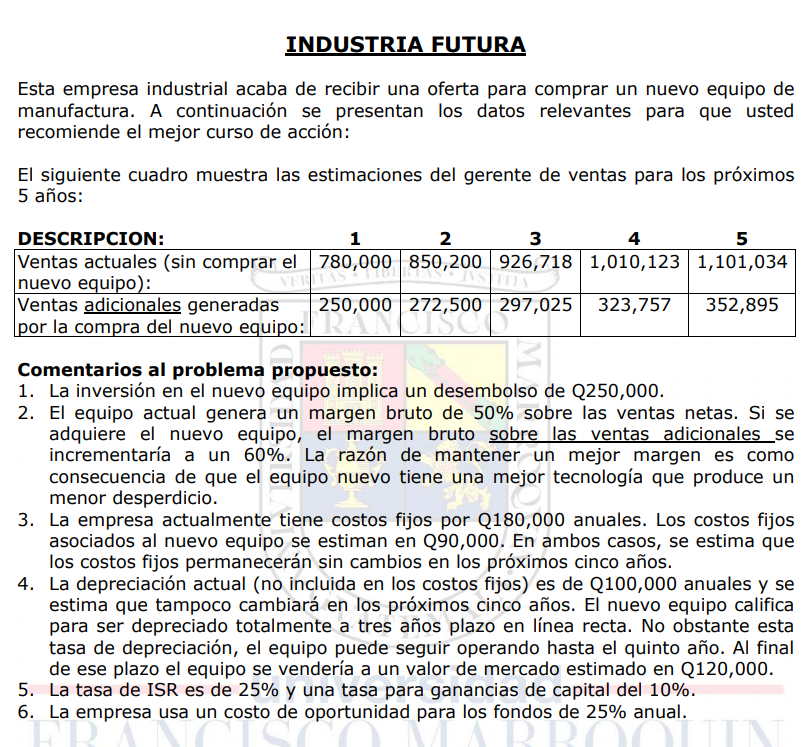 INDUSTRIA FUTURA
Esta empresa industrial acaba de recibir una oferta para comprar un nuevo equipo de
manufactura. A continuación se presentan los datos relevantes para que usted
recomiende el mejor curso de acción:
El siguiente cuadro muestra las estimaciones del gerente de ventas para los próximos
5 años:
DESCRIPCION: 1 2 3 4 5
Ventas actuales (sin comprar el 780,000 850,200 926,718 1,010,123 1,101,034
nuevo equipo):
Ventas adicionales generadas 250,000 272,500 297,025 323,757 352,895
por la compra del nuevo equipo:
Comentarios al problema propuesto:
1. La inversión en el nuevo equipo implica un desembolso de Q250,000.
2. El equipo actual genera un margen bruto de 50% sobre las ventas netas. Si se
adquiere el nuevo equipo, el margen bruto sobre las ventas adicionales se
incrementaría a un 60%. La razón de mantener un mejor margen es como
consecuencia de que el equipo nuevo tiene una mejor tecnología que produce un
menor desperdicio.
3. La empresa actualmente tiene costos fijos por Q180,000 anuales. Los costos fijos
asociados al nuevo equipo se estiman en Q90,000. En ambos casos, se estima que
los costos fijos permanecerán sin cambios en los próximos cinco años.
4. La depreciación actual (no incluida en los costos fijos) es de Q100,000 anuales y se
estima que tampoco cambiará en los próximos cinco años. El nuevo equipo califica
para ser depreciado totalmente a tres años plazo en línea recta. No obstante esta
tasa de depreciación, el equipo puede seguir operando hasta el quinto año. Al final
de ese plazo el equipo se vendería a un valor de mercado estimado en Q120,000.
5. La tasa de ISR es de 25% y una tasa para ganancias de capital del 10%.
6. La empresa usa un costo de oportunidad para los fondos de 25% anual.
VERITAS • LIBERTAS • JUSTITIA
FRANCISCO
MARROQUIN
universidad
FRANCISCO MARROQUIN